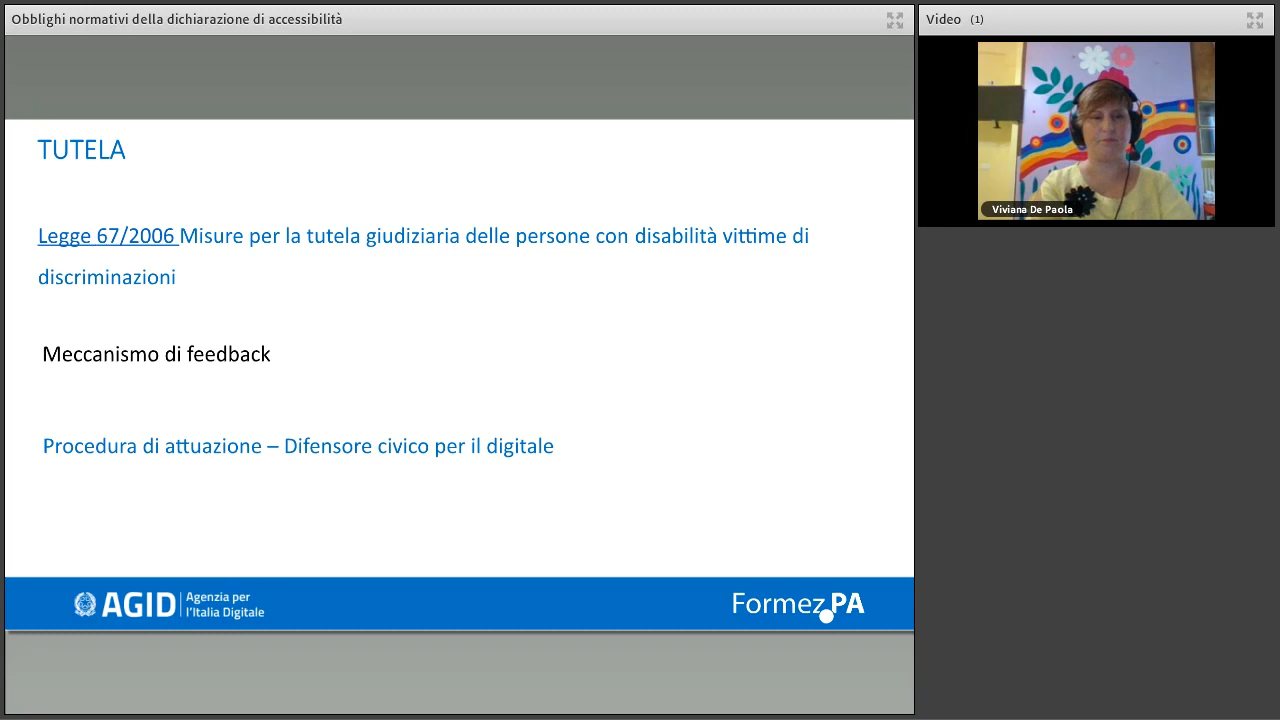 Obblighi normativi della dichiarazione di accessibilità
Video (1)
Viviana De Paola
TUTELA
Legge 67/2006 Misure per la tutela giudiziaria delle persone con disabilità vittime di
discriminazioni
Meccanismo di feedback
Procedura di attuazione – Difensore civico per il digitale
AGID
Agenzia per
l'Italia Digitale
Formez PA